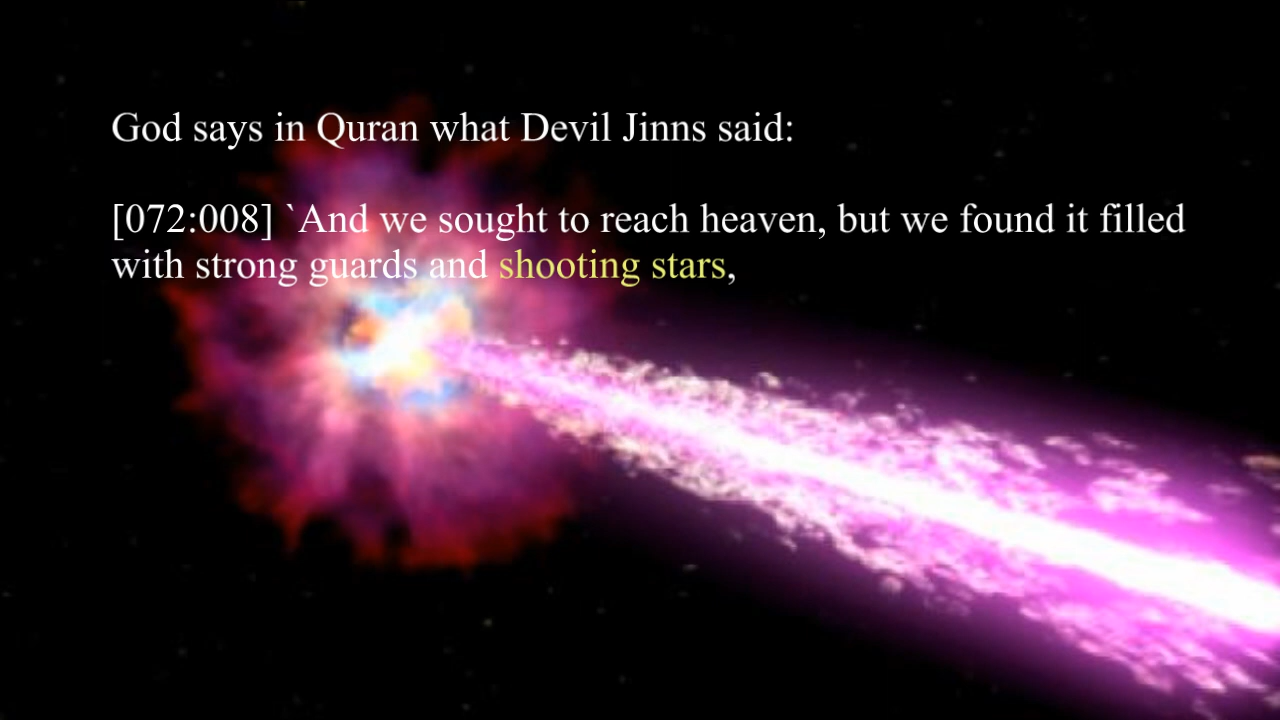 God says in Quran what Devil Jinns said:
[072:008] `And we sought to reach heaven, but we found it filled
with strong guards and shooting stars,